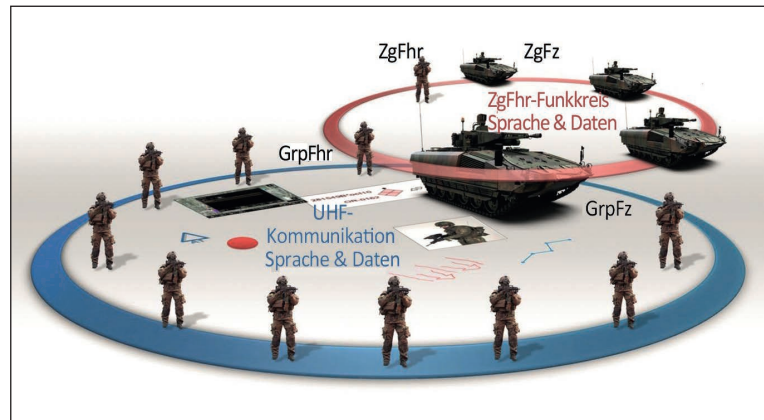 ZgFhr
ZgFz
ZgFhr-Funkkreis
Sprache & Daten
GrpFhr
GrpFz
UHF-
Kommunikation
Sprache & Daten